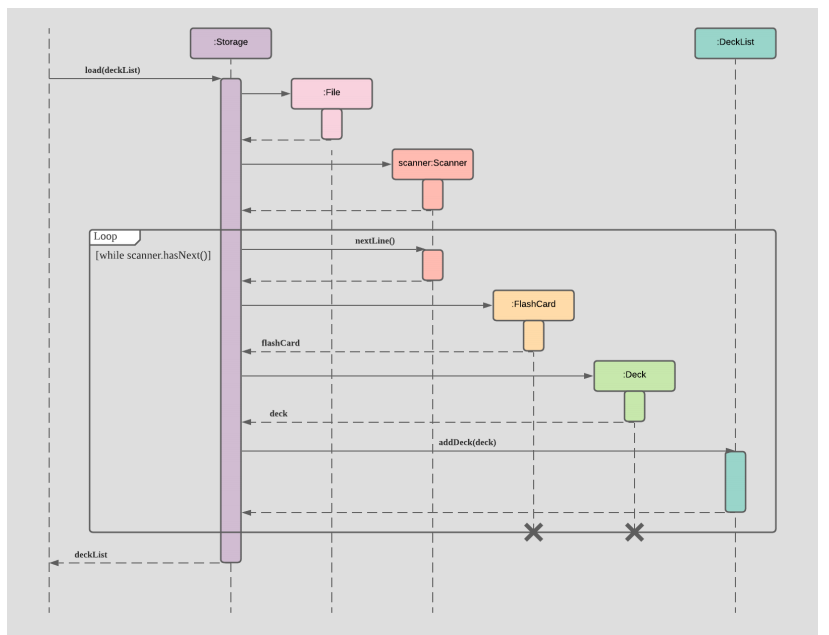 :Storage
:DeckList
load(deckList)
:File
scanner:Scanner
Loop
nextLine()
[while scanner.hasNext()]
:FlashCard
flashCard
:Deck
deck
addDeck(deck)
deckList